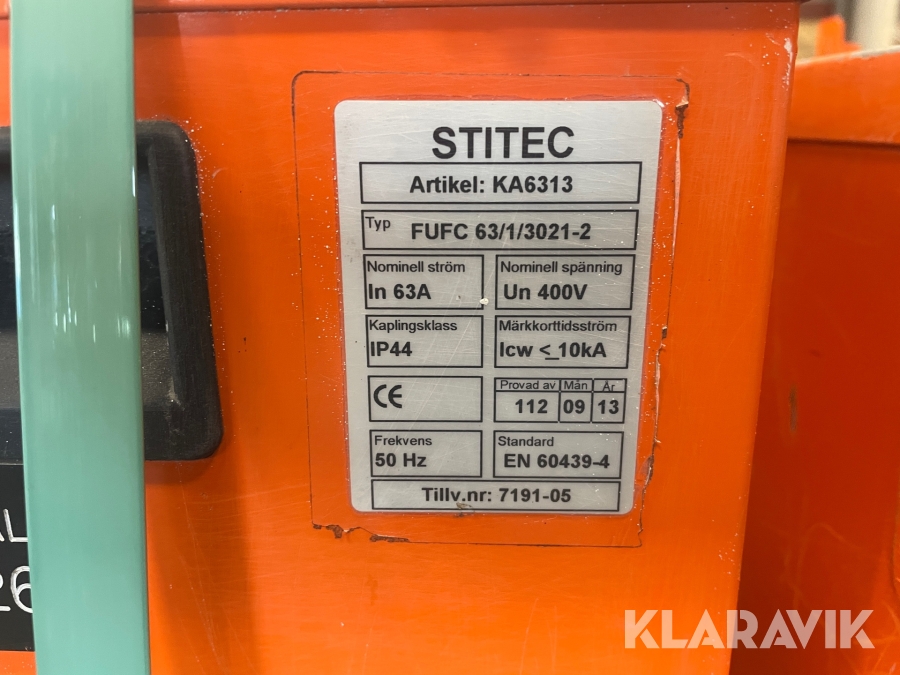 STITEC
Artikel: KA6313
Typ FUFC 63/1/3021-2
Nominell ström
In 63A
Nominell spänning
Un 400V
Kaplingsklass
IP44
Märkkorttidsström
Icw <_10kA
CE
Provad av Mån År
112 09 13
Frekvens
50 Hz
Standard
EN 60439-4
Tillv.nr: 7191-05
KLARAVIK